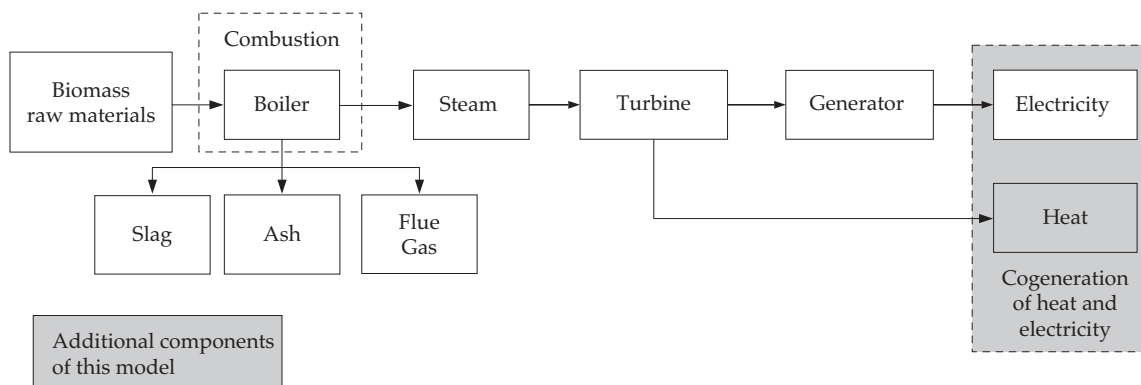 Combustion
Biomass
raw materials
Boiler
Steam
Turbine
Generator
Electricity
Slag
Ash
Flue
Gas
Heat
Cogeneration
of heat and
electricity
Additional components
of this model